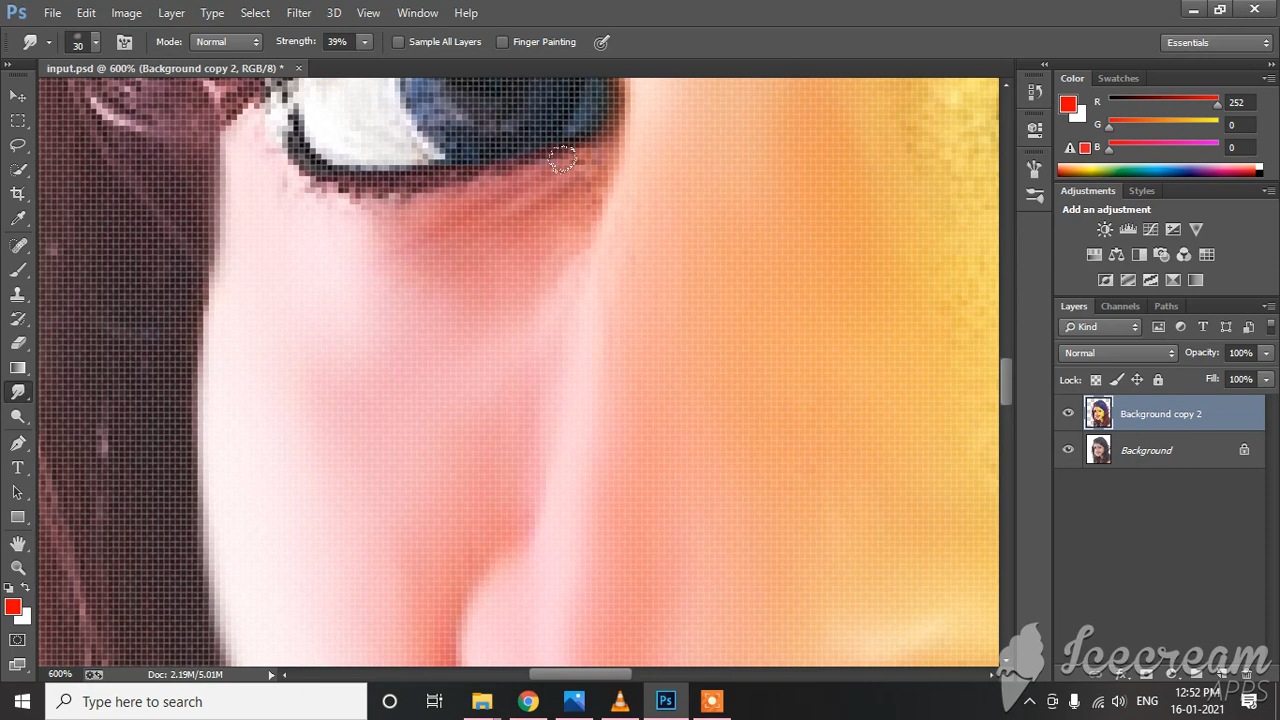 Ps File Edit Image Layer Type Select Filter 3D View Window Help
30 Mode: Normal Strength: 39% Sample All Layers Finger Painting Essentials
input.psd @ 600% (Background copy 2, RGB/8) * ×
Color Swatches
R 252
G 0
B 0
Adjustments Styles
Add an adjustment
Layers Channels Paths
Kind
Normal Opacity: 100%
Lock: Fill: 100%
Background copy 2
Background
600% Doc: 2.19M/5.01M
Icecream
APPS
Type here to search
Ps
12:52 PM
16-01-2021